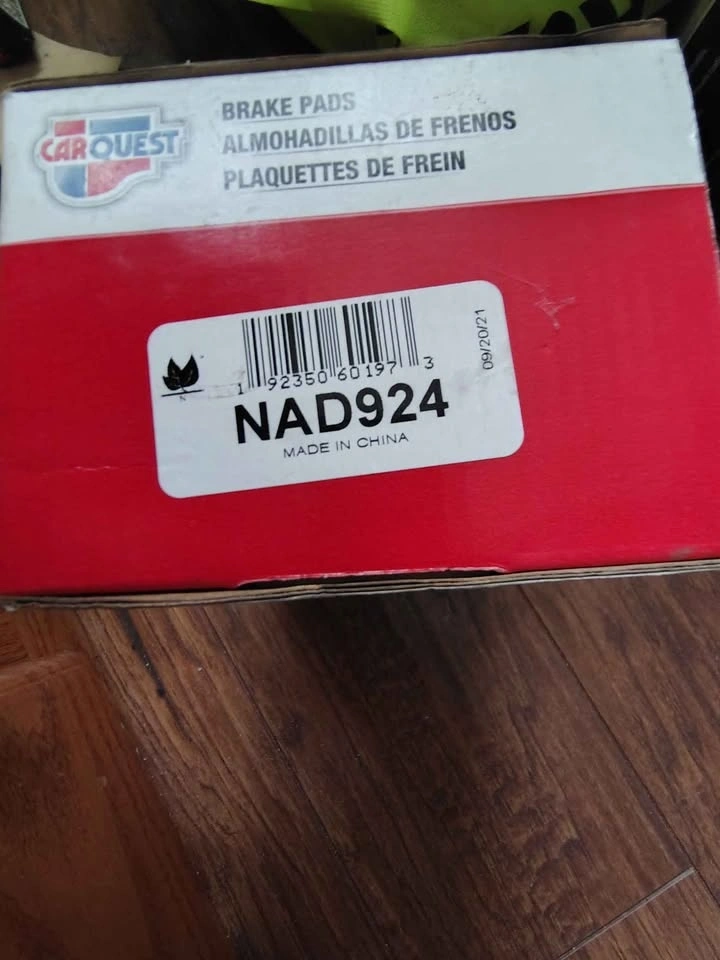 CARQUEST
BRAKE PADS
ALMOHADILLAS DE FRENOS
PLAQUETTES DE FREIN
09/20/21
1 92350 60197 3
N
NAD924
MADE IN CHINA